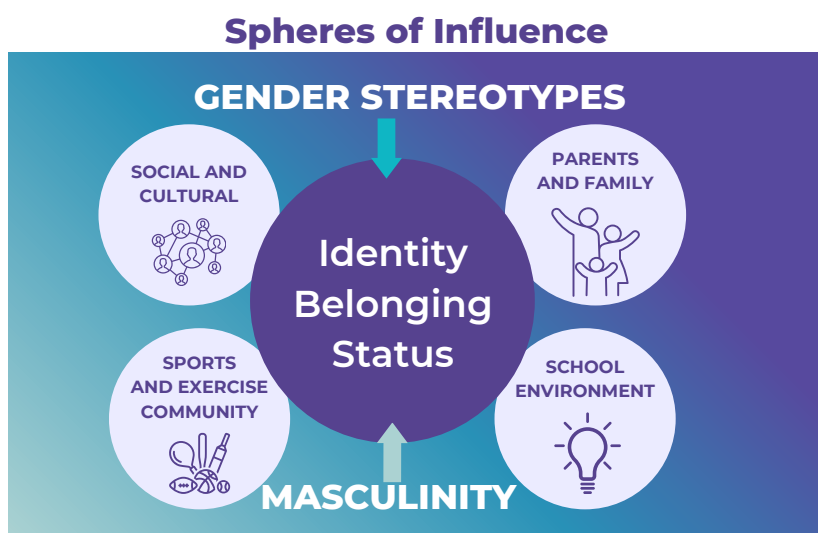 Spheres of Influence
GENDER STEREOTYPES
SOCIAL AND
CULTURAL
PARENTS
AND FAMILY
Identity
Belonging
Status
SPORTS
AND EXERCISE
COMMUNITY
SCHOOL
ENVIRONMENT
MASCULINITY